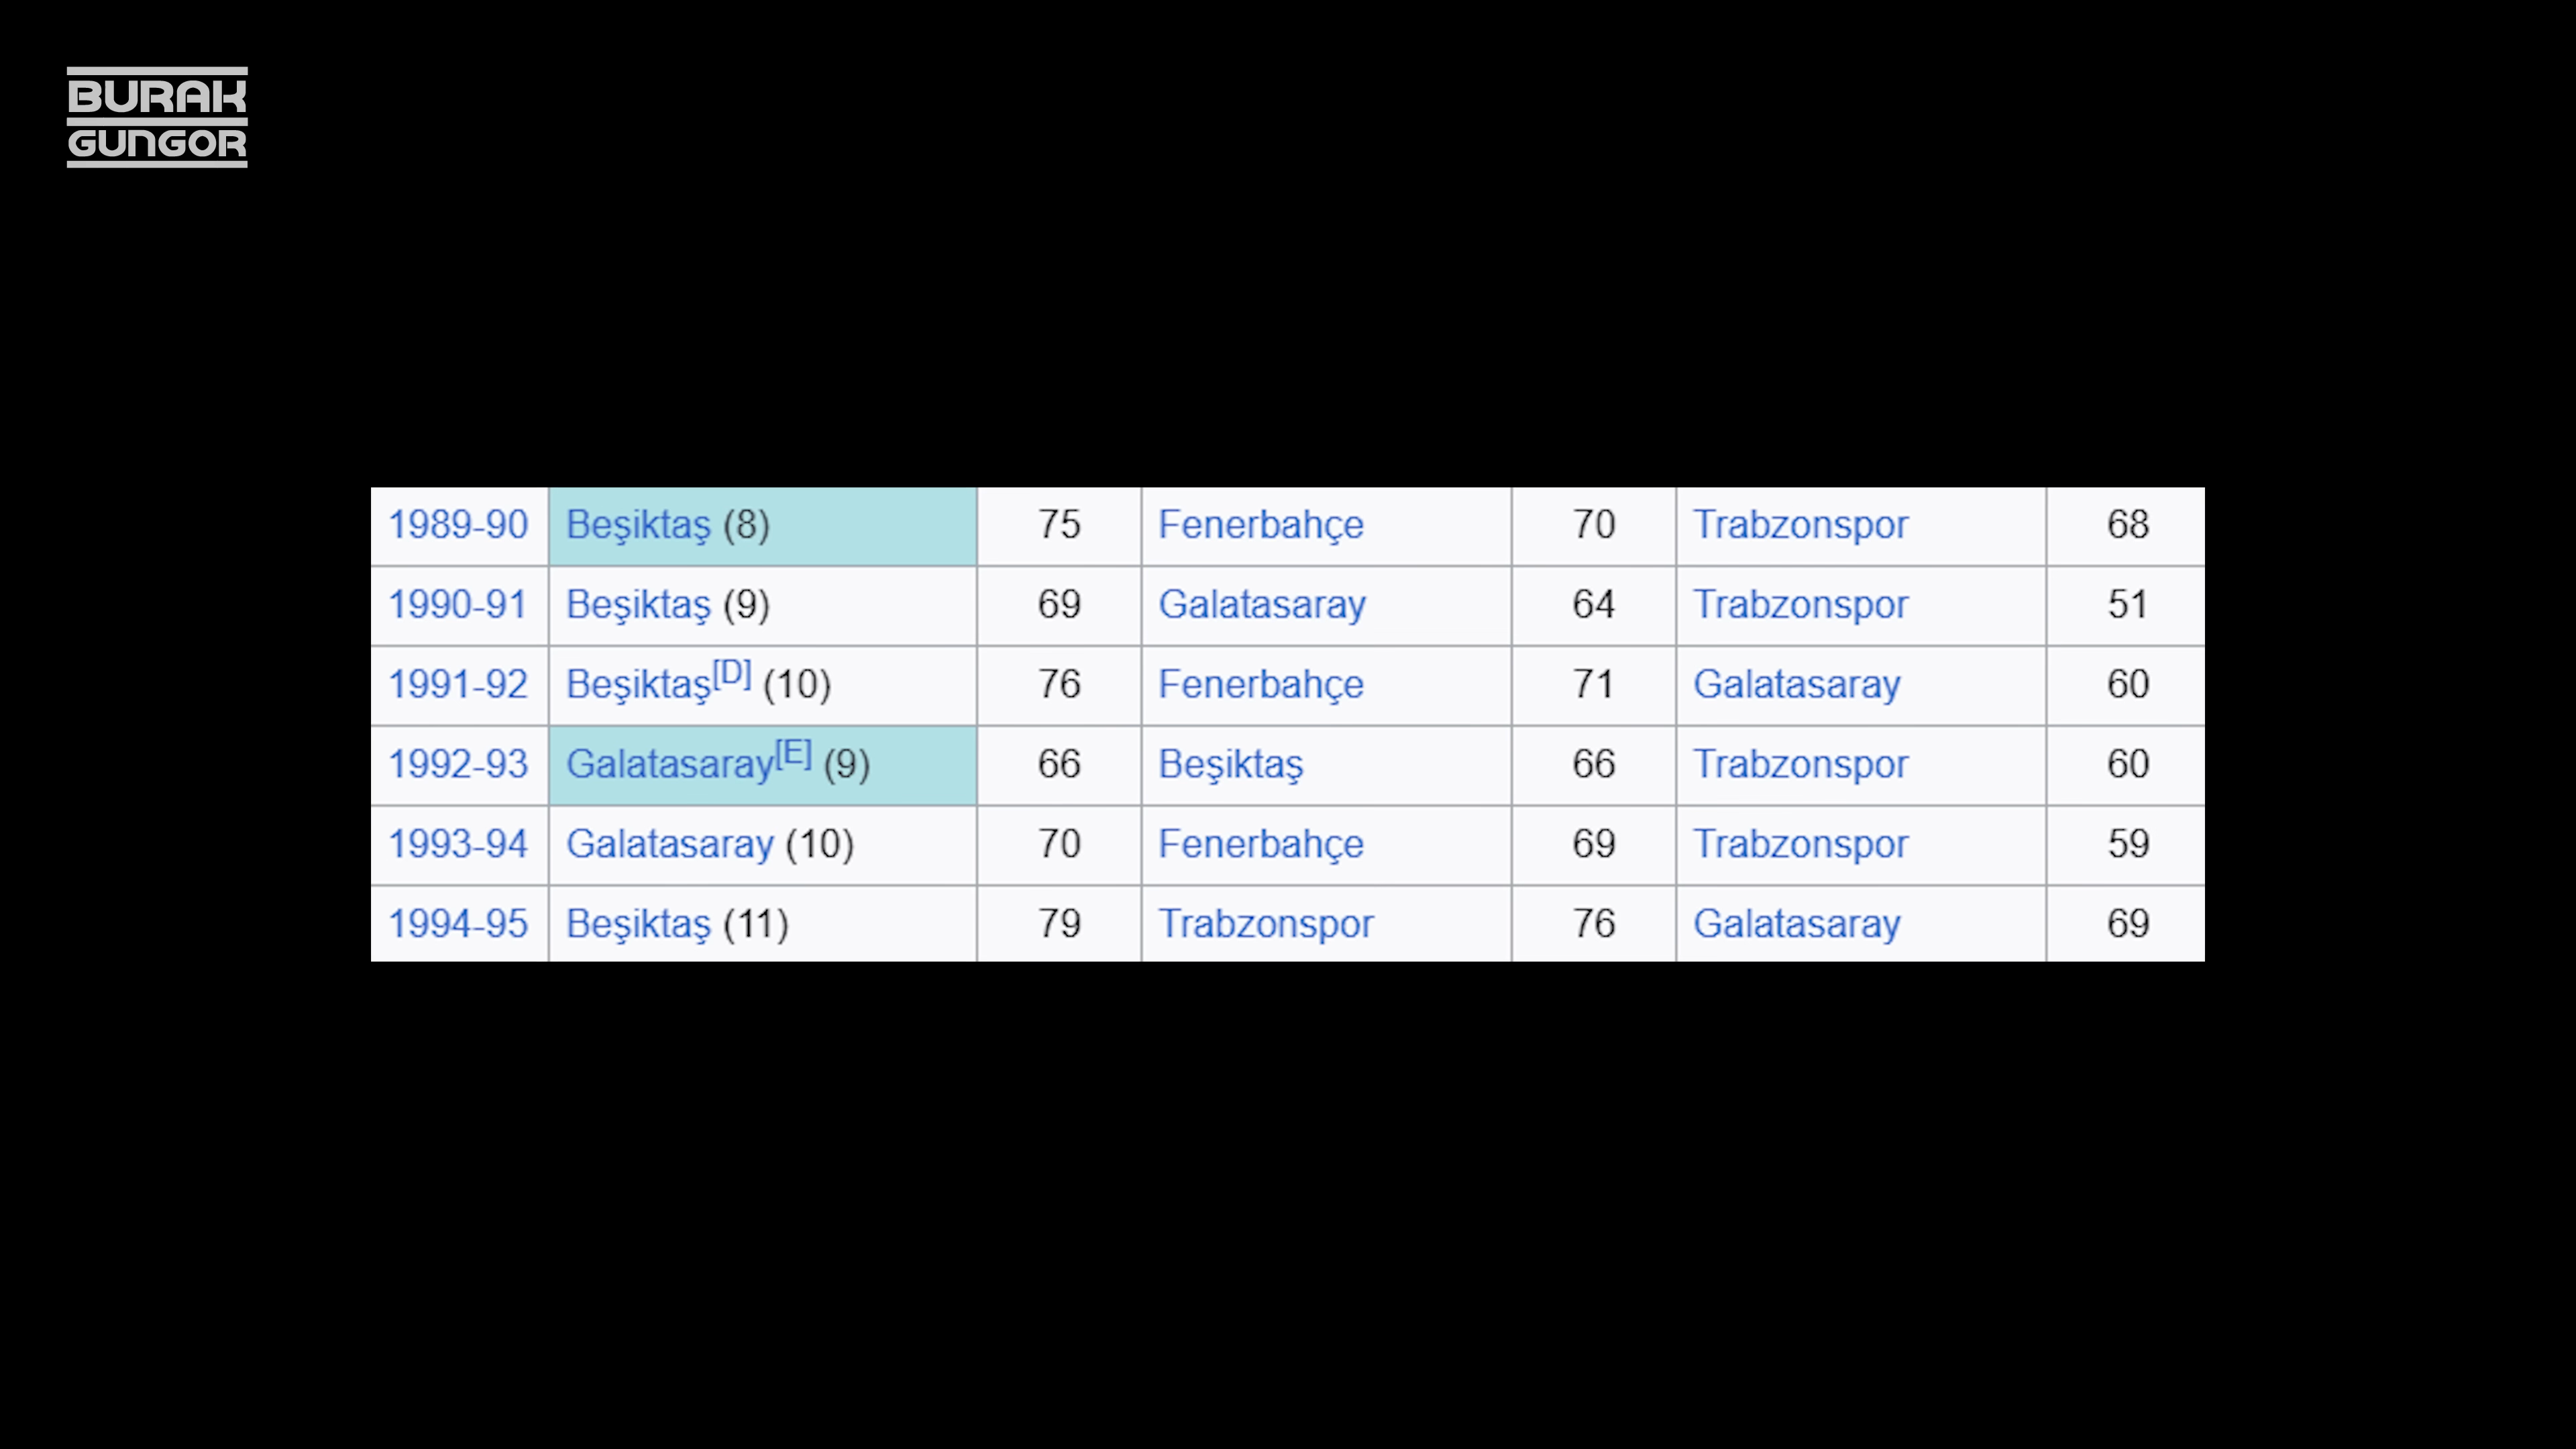 BURAK
GUNGOR
1989-90 Beşiktaş (8) 75 Fenerbahçe 70 Trabzonspor 68
1990-91 Beşiktaş (9) 69 Galatasaray 64 Trabzonspor 51
1991-92 Beşiktaş[D] (10) 76 Fenerbahçe 71 Galatasaray 60
1992-93 Galatasaray[E] (9) 66 Beşiktaş 66 Trabzonspor 60
1993-94 Galatasaray (10) 70 Fenerbahçe 69 Trabzonspor 59
1994-95 Beşiktaş (11) 79 Trabzonspor 76 Galatasaray 69